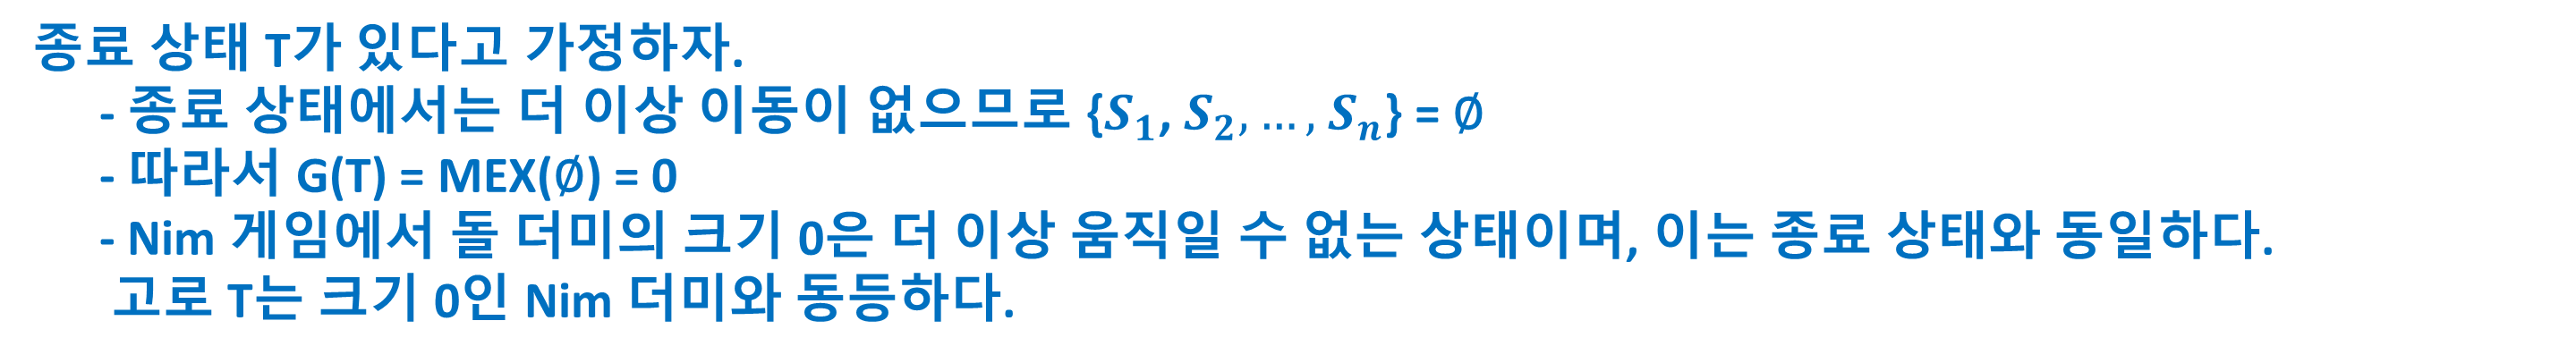 종료 상태 T가 있다고 가정하자.
- 종료 상태에서는 더 이상 이동이 없으므로 {S₁, S₂, … , Sₙ} = ∅
- 따라서 G(T) = MEX(∅) = 0
- Nim 게임에서 돌 더미의 크기 0은 더 이상 움직일 수 없는 상태이며, 이는 종료 상태와 동일하다.
고로 T는 크기 0인 Nim 더미와 동등하다.